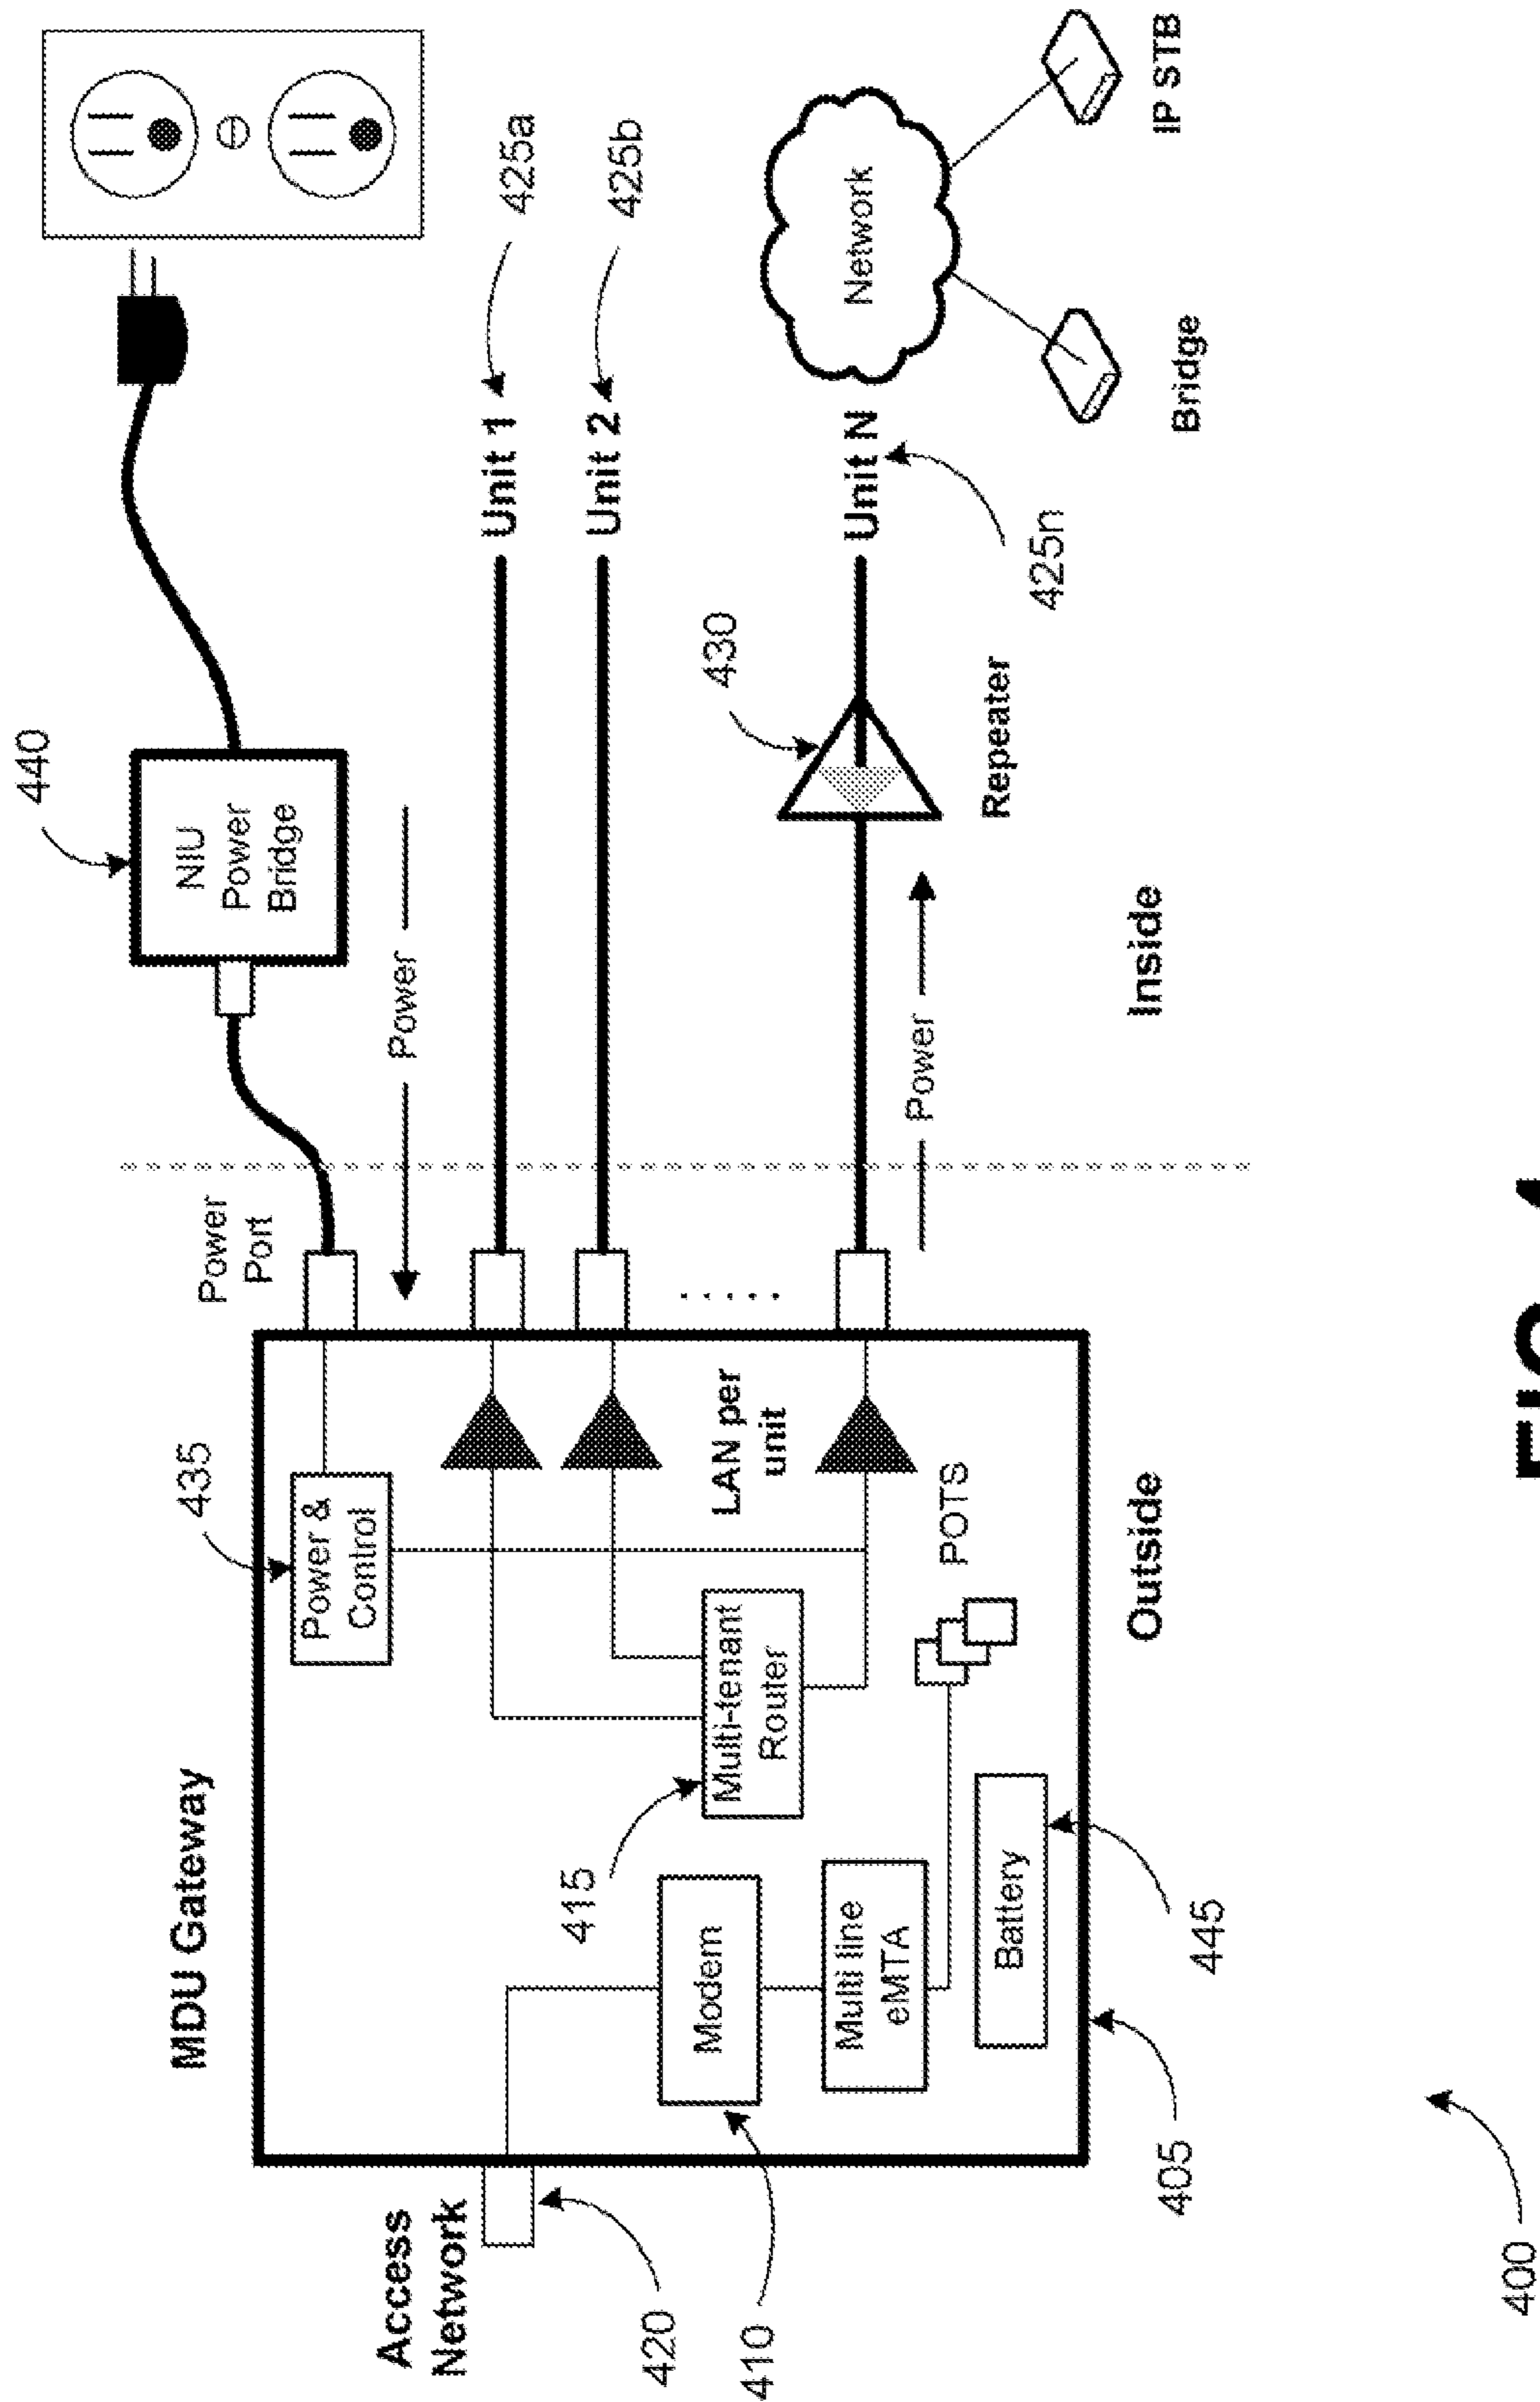 MDU Gateway
Access
Network
420
410
405
400
Modem
Multi line
eMTA
Battery
445
415
Multi-tenant
Router
435
Power &
Control
LAN per
unit
POTS
Outside
Power
Port
Power
Power
Inside
440
NIU
Power
Bridge
430
Repeater
Unit 1
425a
Unit 2
425b
Unit N
425n
Network
Bridge
IP STB